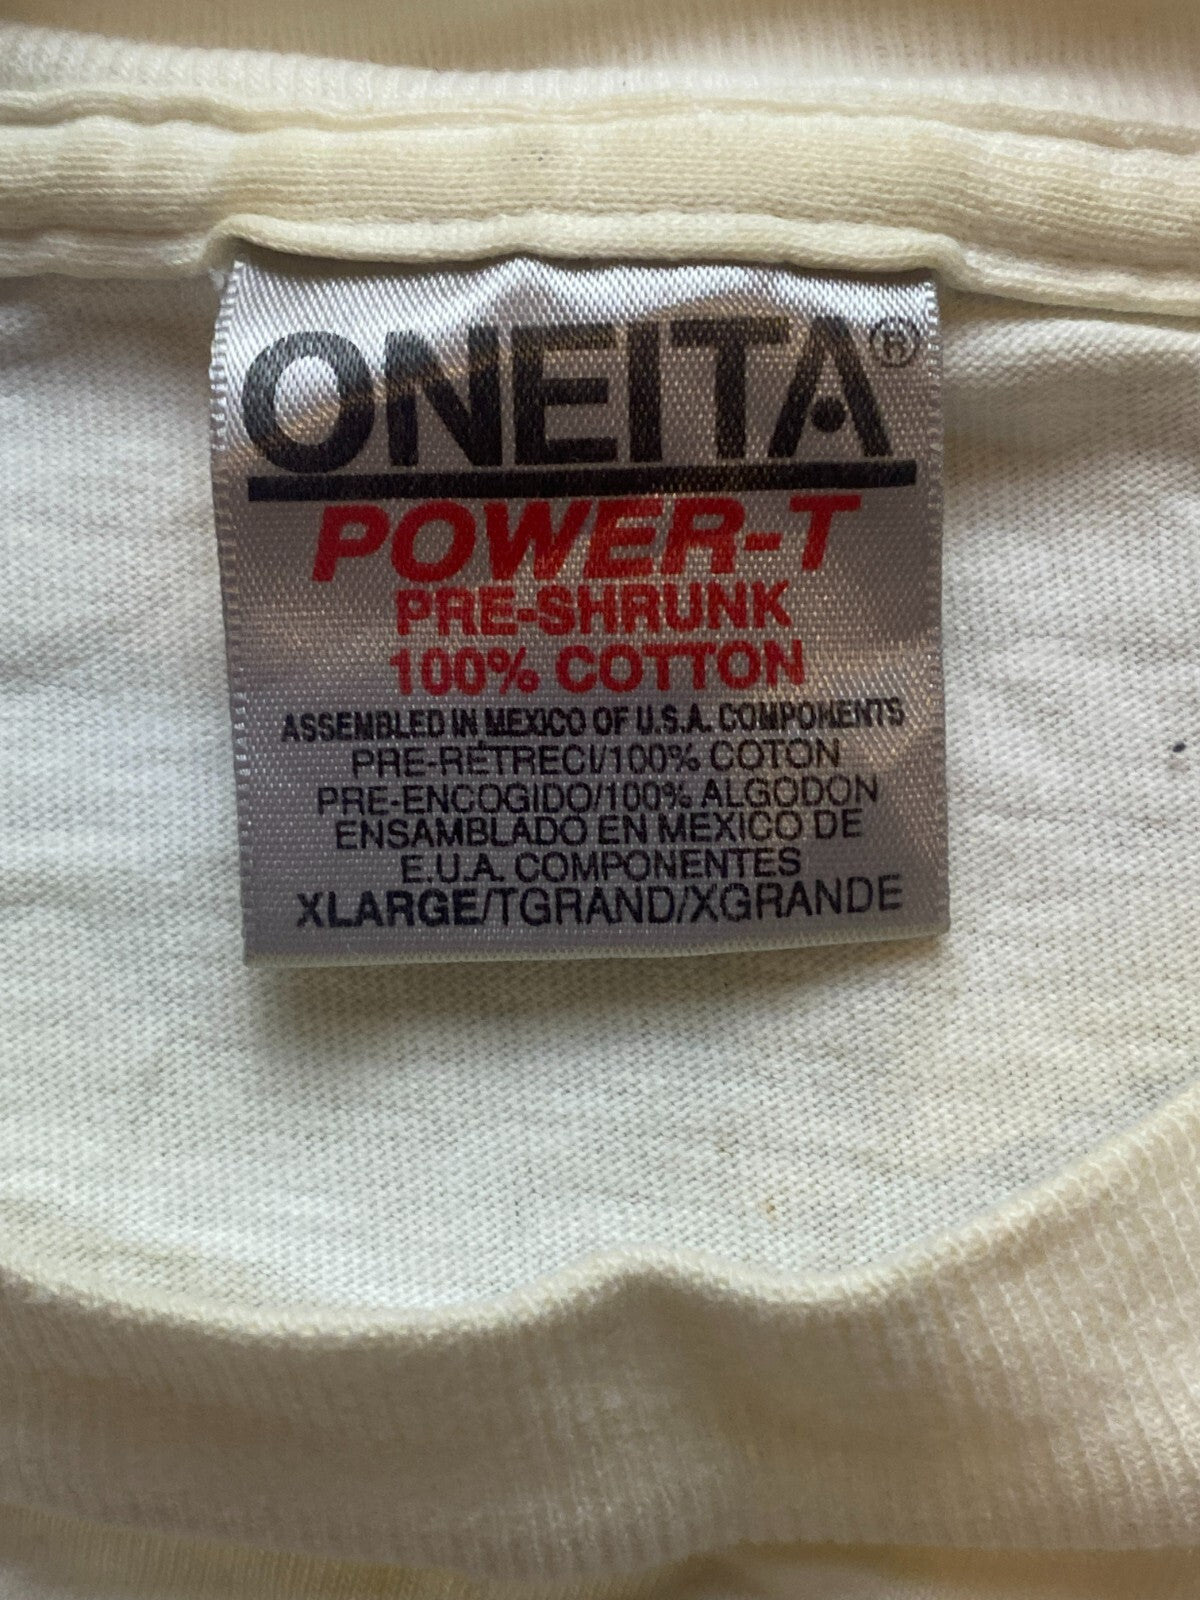 ONEITA®
POWER-T
PRE-SHRUNK
100% COTTON
ASSEMBLED IN MEXICO OF U.S.A. COMPONENTS
PRE-RÉTRECI/100% COTON
PRE-ENCOGIDO/100% ALGODON
ENSAMBLADO EN MEXICO DE
E.U.A. COMPONENTES
XLARGE/TGRAND/XGRANDE